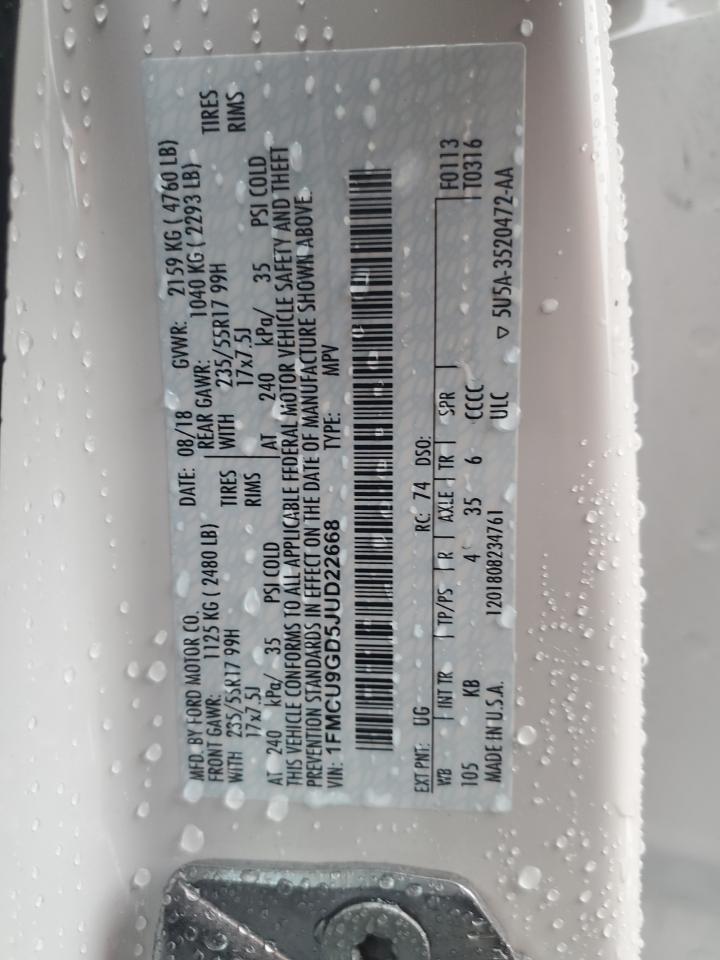 MFD. BY FORD MOTOR CO. DATE: 08/18 GVWR: 2159 KG ( 4760 LB)
FRONT GAWR: 1125 KG ( 2480 LB) REAR GAWR: 1040 KG ( 2293 LB)
WITH 235/55R17 99H TIRES WITH 235/55R17 99H TIRES
17x7.5J RIMS 17x7.5J RIMS
AT 240 kPa/ 35 PSI COLD AT 240 kPa/ 35 PSI COLD
THIS VEHICLE CONFORMS TO ALL APPLICABLE FEDERAL MOTOR VEHICLE SAFETY AND THEFT
PREVENTION STANDARDS IN EFFECT ON THE DATE OF MANUFACTURE SHOWN ABOVE.
VIN: 1FMCU9GD5JUD22668 TYPE: MPV
EXT PNT: UG RC: 74 DSO: F0113
WB INT TR TP/PS R AXLE TR SPR T0316
105 KB 4 35 6 CCCC
MADE IN U.S.A. 1201808234761 ULC ▽ 5U5A-3520472-AA